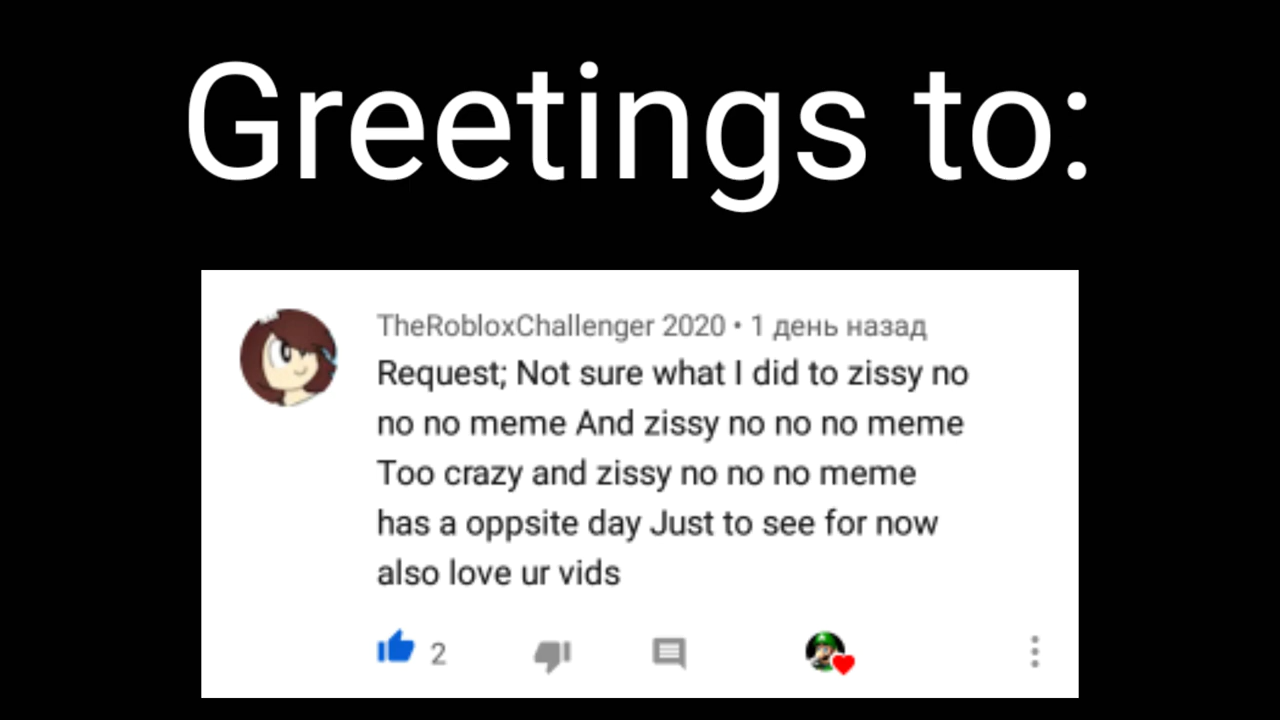 Greetings to:
TheRobloxChallenger 2020 • 1 день назад
Request; Not sure what I did to zissy no
no no meme And zissy no no no meme
Too crazy and zissy no no no meme
has a oppsite day Just to see for now
also love ur vids
2